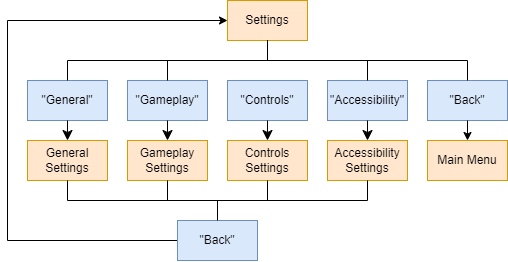 Settings
"General"
"Gameplay"
"Controls"
"Accessibility"
"Back"
General
Settings
Gameplay
Settings
Controls
Settings
Accessibility
Settings
Main Menu
"Back"